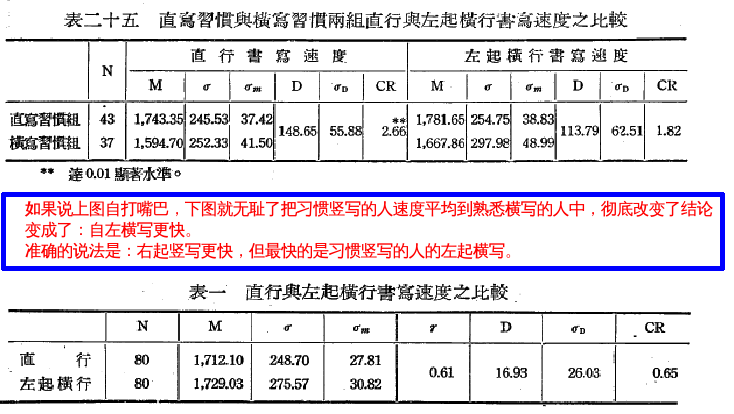 表二十五 直寫習慣與橫寫習慣兩組直行與左起橫行書寫速度之比較
N 直行書寫速度 左起橫行書寫速度
M σ σm D σD CR M σ σm D σD CR
直寫習慣組 43 1,743.35 245.53 37.42 148.65 55.88 **2.66 1,781.65 254.75 38.83 113.79 62.51 1.82
橫寫習慣組 37 1,594.70 252.33 41.50 1,667.86 297.98 48.99
** 達0.01顯著水準。
如果说上图自打嘴巴，下图就无耻了把习惯竖写的人速度平均到熟悉横写的人中，彻底改变了结论
变成了：自左横写更快。
准确的说法是：右起竖写更快，但最快的是习惯竖写的人的左起横写。
表一 直行與左起橫行書寫速度之比較
N M σ σm r D σD CR
直行 80 1,712.10 248.70 27.81 0.61 16.93 26.03 0.65
左起橫行 80 1,729.03 275.57 30.82